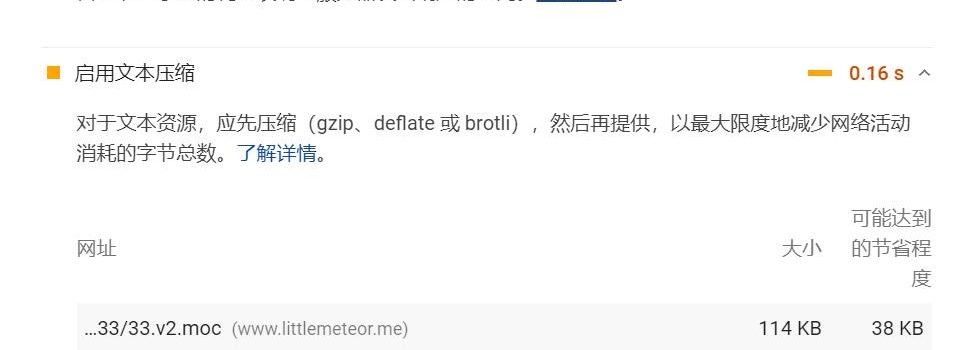 启用文本压缩 0.16 s
对于文本资源，应先压缩（gzip、deflate 或 brotli），然后再提供，以最大限度地减少网络活动
消耗的字节总数。了解详情。
网址 大小 可能达到
的节省程
度
...33/33.v2.moc (www.littlemeteor.me) 114 KB 38 KB